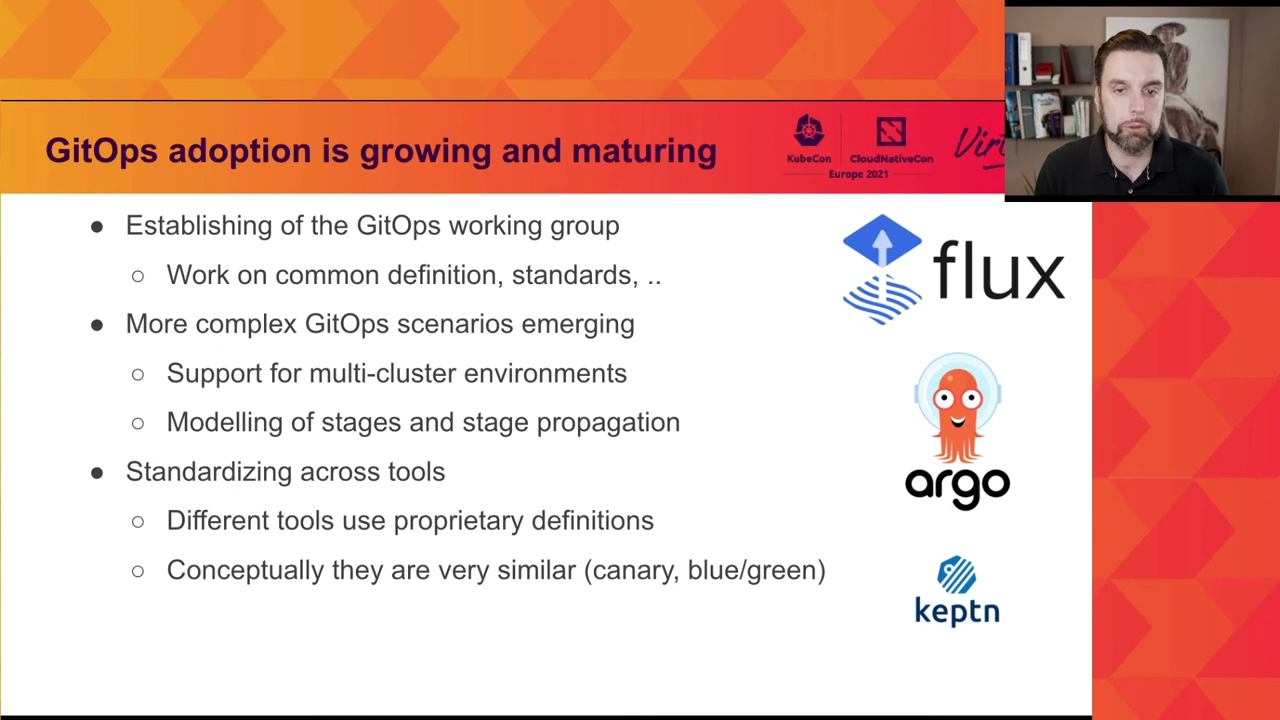 GitOps adoption is growing and maturing
KubeCon
CloudNativeCon
Europe 2021
● Establishing of the GitOps working group
○ Work on common definition, standards, ..
● More complex GitOps scenarios emerging
○ Support for multi-cluster environments
○ Modelling of stages and stage propagation
● Standardizing across tools
○ Different tools use proprietary definitions
○ Conceptually they are very similar (canary, blue/green)
flux
argo
keptn